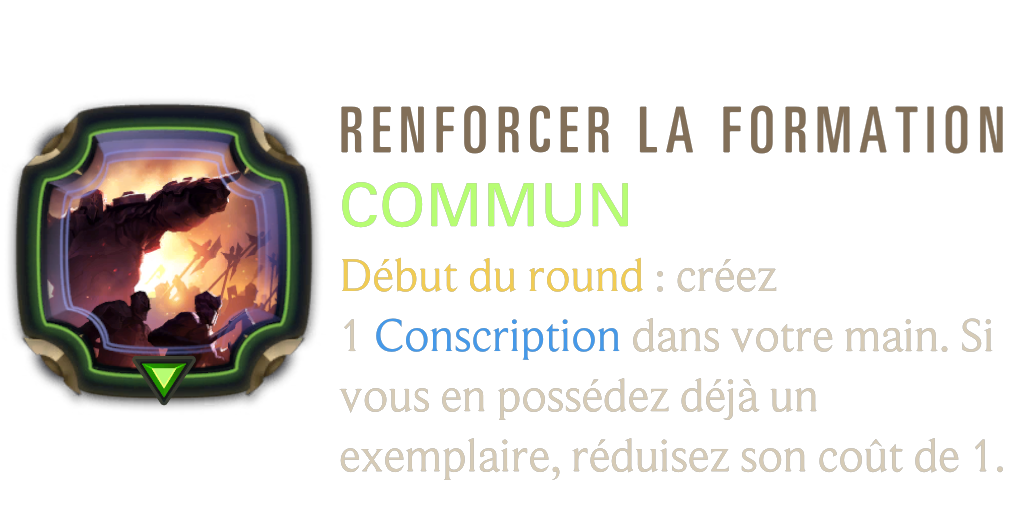 RENFORCER LA FORMATION
COMMUN
Début du round : créez
1 Conscription dans votre main. Si
vous en possédez déjà un
exemplaire, réduisez son coût de 1.